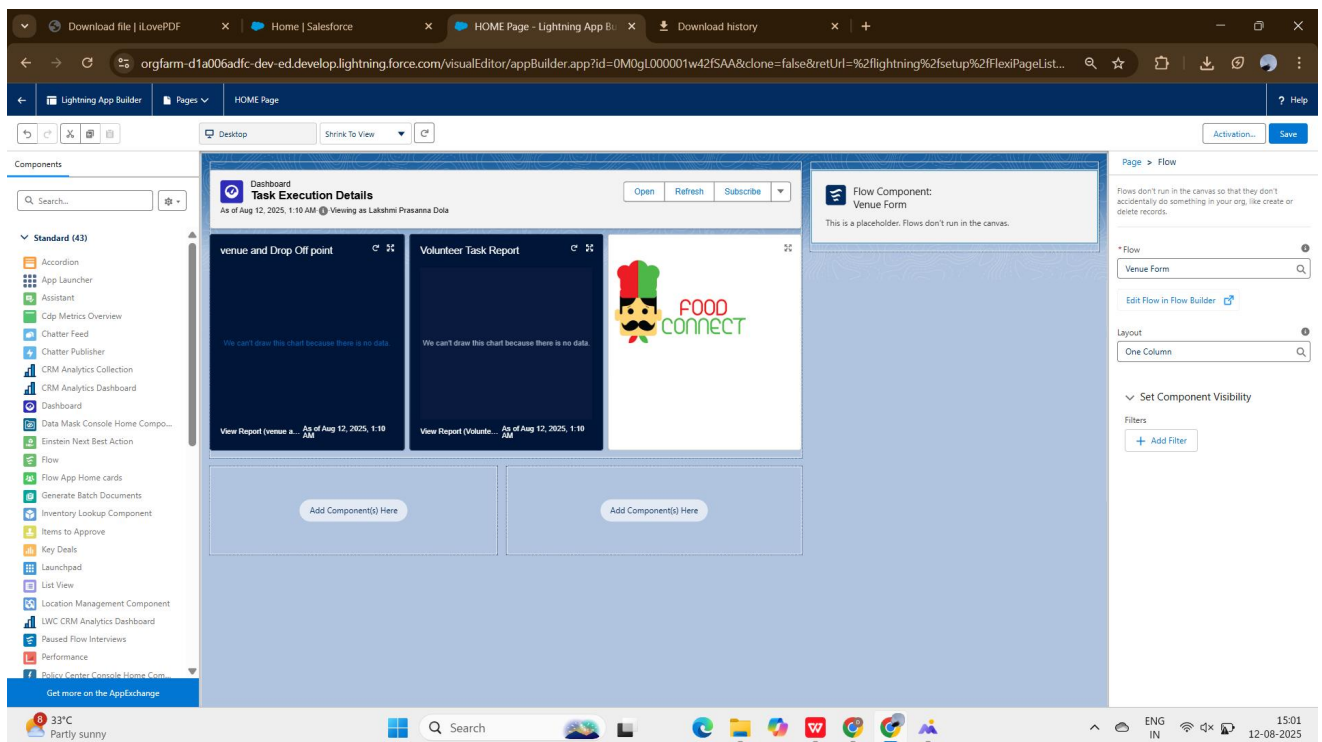 Download file | iLovePDF
Home | Salesforce
HOME Page - Lightning App Bu
Download history
orgfarm-d1a006adfc-dev-ed.develop.lightning.force.com/visualEditor/appBuilder.app?id=0M0gL000001w42fSAA&clone=false&retUrl=%2flightning%2fsetup%2fFlexiPageList...
Lightning App Builder
Pages
HOME Page
? Help
Desktop
Shrink To View
Activation...
Save
Components
Search...
Standard (43)
Accordion
App Launcher
Assistant
Cdp Metrics Overview
Chatter Feed
Chatter Publisher
CRM Analytics Collection
CRM Analytics Dashboard
Dashboard
Data Mask Console Home Compo...
Einstein Next Best Action
Flow
Flow App Home cards
Generate Batch Documents
Inventory Lookup Component
Items to Approve
Key Deals
Launchpad
List View
Location Management Component
LWC CRM Analytics Dashboard
Paused Flow Interviews
Performance
Policy Center Console Home Com...
Get more on the AppExchange
Dashboard
Task Execution Details
As of Aug 12, 2025, 1:10 AM·Viewing as Lakshmi Prasanna Dola
Open
Refresh
Subscribe
venue and Drop Off point
We can't draw this chart because there is no data.
View Report (venue a...
As of Aug 12, 2025, 1:10
AM
Volunteer Task Report
We can't draw this chart because there is no data.
View Report (Volunte...
As of Aug 12, 2025, 1:10
AM
FOOD
CONNECT
Add Component(s) Here
Add Component(s) Here
Flow Component:
Venue Form
This is a placeholder. Flows don't run in the canvas.
Page > Flow
Flows don't run in the canvas so that they don't
accidentally do something in your org, like create or
delete records.
*Flow
Venue Form
Edit Flow in Flow Builder
Layout
One Column
Set Component Visibility
Filters
+ Add Filter
8
33°C
Partly sunny
Search
ENG
IN
15:01
12-08-2025